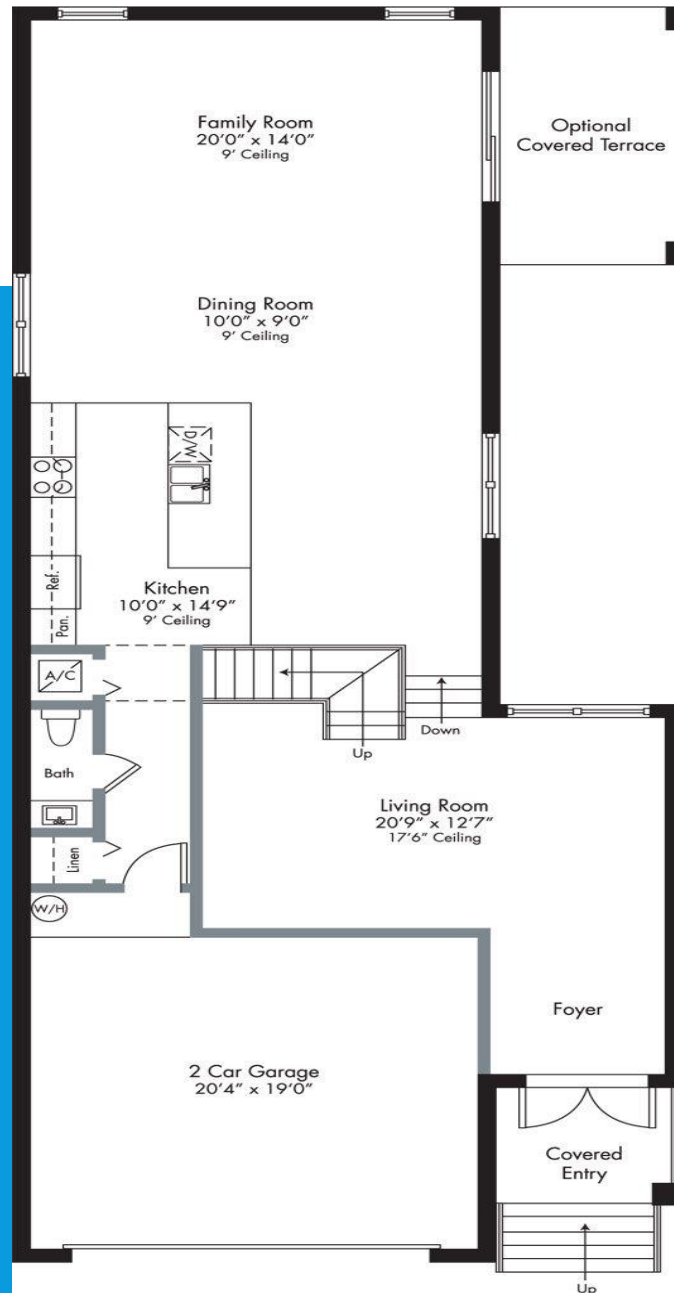 Family Room
20'0" x 14'0"
9' Ceiling
Optional
Covered Terrace
Dining Room
10'0" x 9'0"
9' Ceiling
D/W
Ref.
Kitchen
10'0" x 14'9"
9' Ceiling
Pan.
A/C
Up
Down
Bath
Living Room
20'9" x 12'7"
17'6" Ceiling
Linen
W/H
Foyer
2 Car Garage
20'4" x 19'0"
Covered
Entry
Up